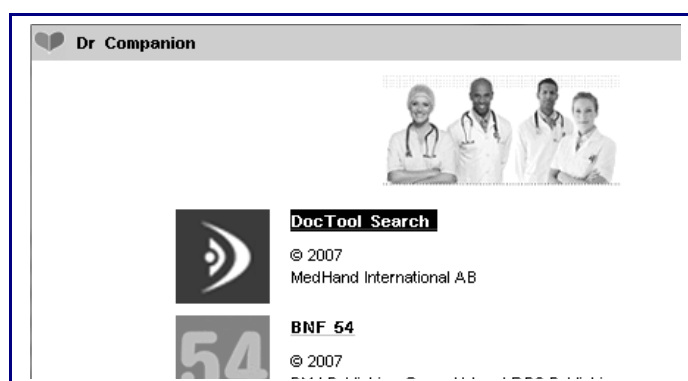 Dr Companion
DocTool Search
© 2007
MedHand International AB
54
BNF 54
© 2007